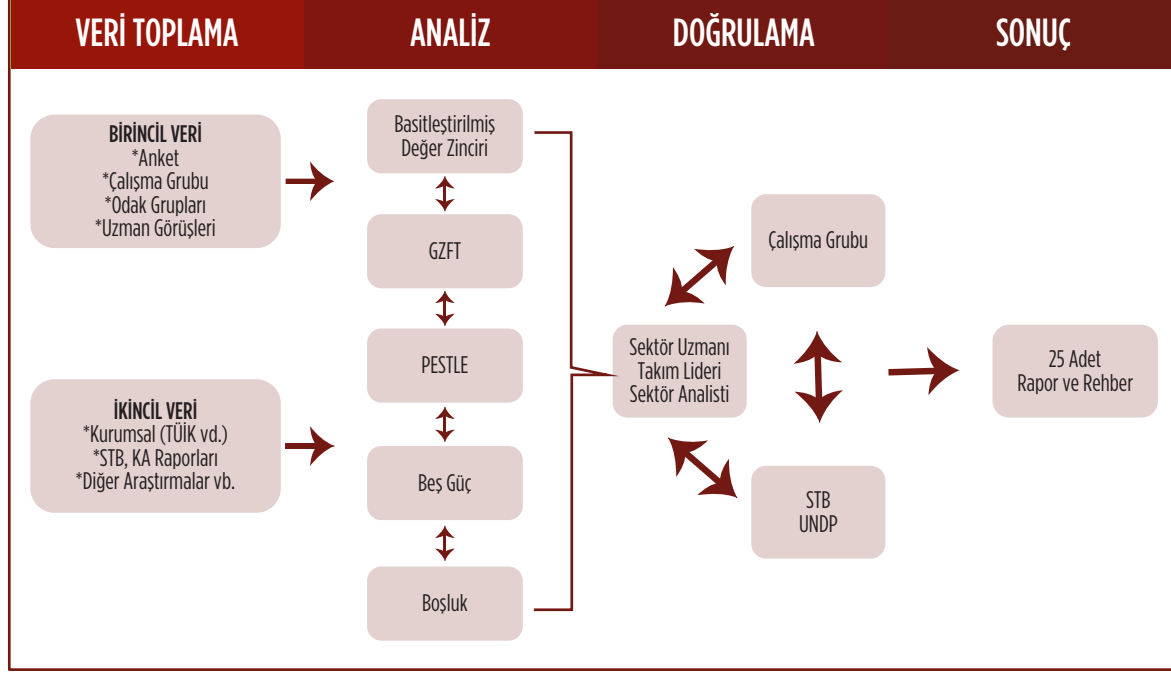 VERİ TOPLAMA
ANALİZ
DOĞRULAMA
SONUÇ
BİRİNCİL VERİ
*Anket
*Çalışma Grubu
*Odak Grupları
*Uzman Görüşleri
İKİNCİL VERİ
*Kurumsal (TÜİK vd.)
*STB, KA Raporları
*Diğer Araştırmalar vb.
Basitleştirilmiş
Değer Zinciri
GZFT
PESTLE
Beş Güç
Boşluk
Sektör Uzmanı
Takım Lideri
Sektör Analisti
Çalışma Grubu
STB
UNDP
25 Adet
Rapor ve Rehber